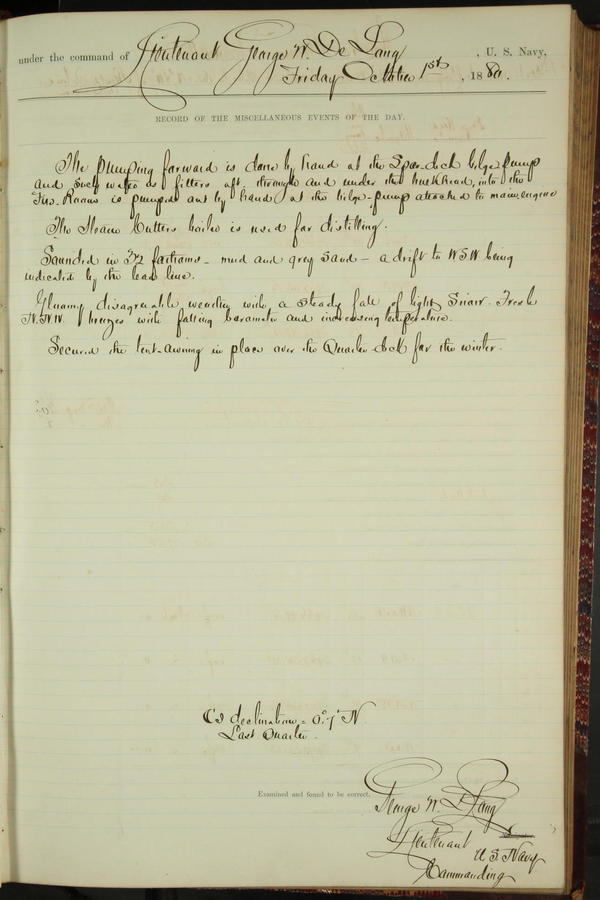 under the command of Lieutenant George W. De Long, U. S. Navy,
Friday October 1st, 1880.
RECORD OF THE MISCELLANEOUS EVENTS OF THE DAY.
The pumping forward is done by hand at the Spar-deck bilge pump
and such water as filters aft, through and under the bulkhead, into the
Fire Room is pumped out by hand, at the bilge-pump attached to main engine
The Steam Cutters boiler is used for distilling.
Sounded in 32 fathoms - mud and grey sand - a drift to WSW being
indicated by the lead line.
Gloomy disagreeable weather with a steady fall of light Snow. Fresh
N.N.W. breezes with falling barometer and increasing temperature.
Secured the tent-awning in place over the Quarter deck for the winter.
declination = 0° 7' N
Last Quarter.
Examined and found to be correct.
George W. De Long
Lieutenant U.S. Navy
Commanding